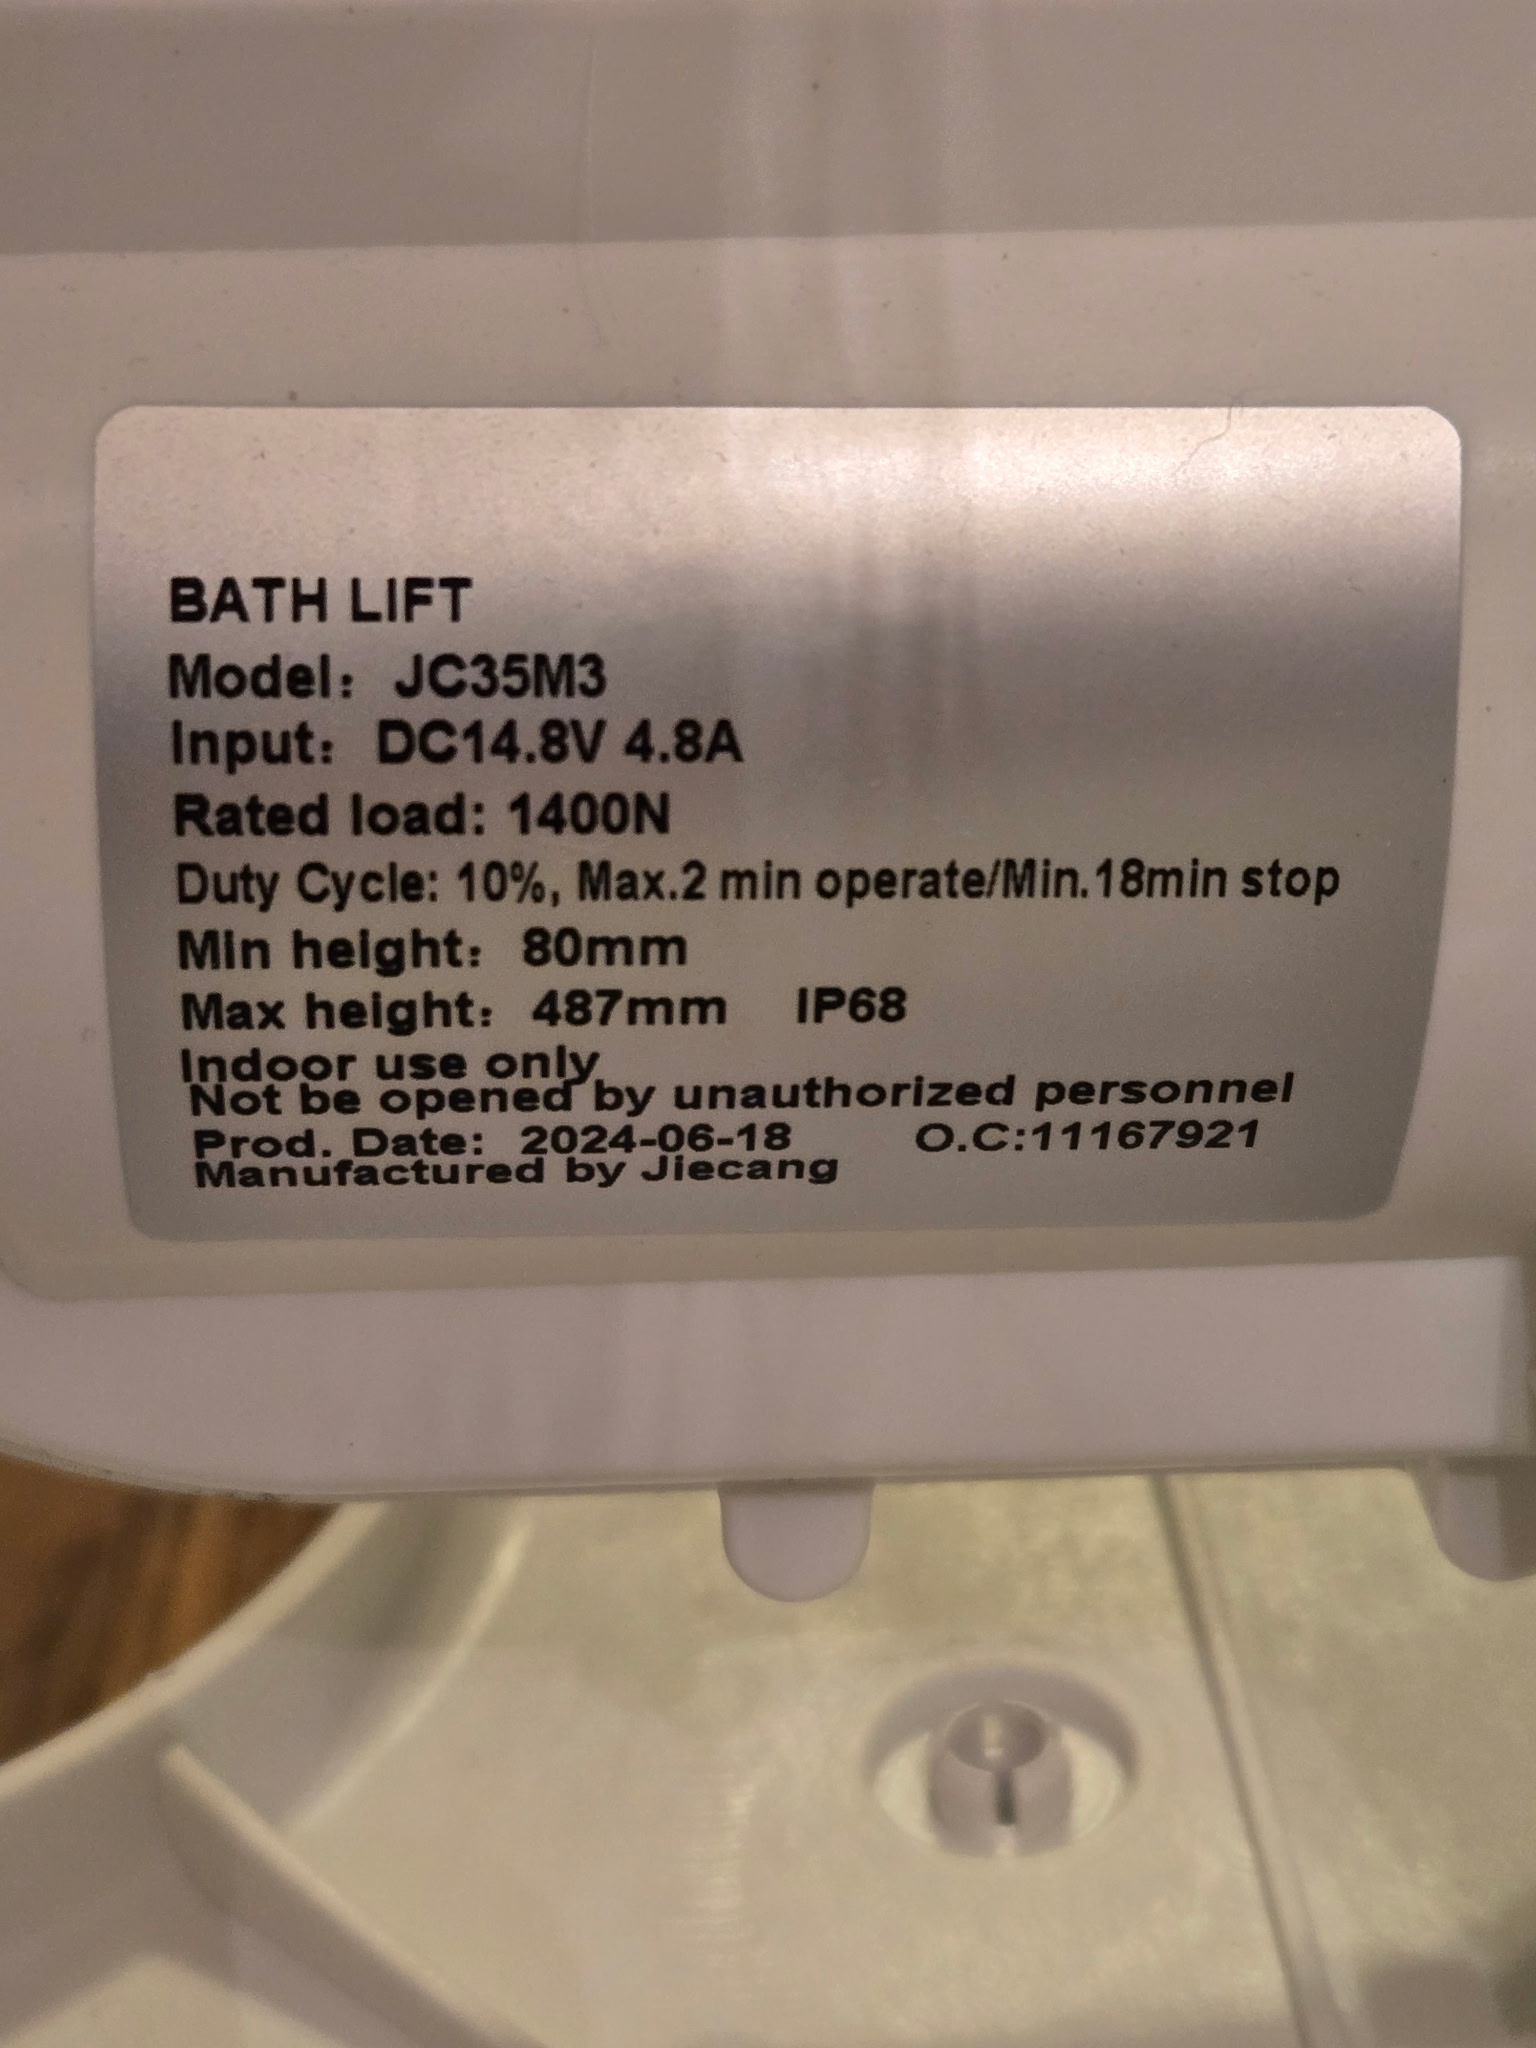 BATH LIFT
Model： JC35M3
Input： DC14.8V 4.8A
Rated load: 1400N
Duty Cycle: 10%, Max.2 min operate/Min.18min stop
Min height： 80mm
Max height： 487mm IP68
Indoor use only
Not be opened by unauthorized personnel
Prod. Date: 2024-06-18 O.C:11167921
Manufactured by Jiecang